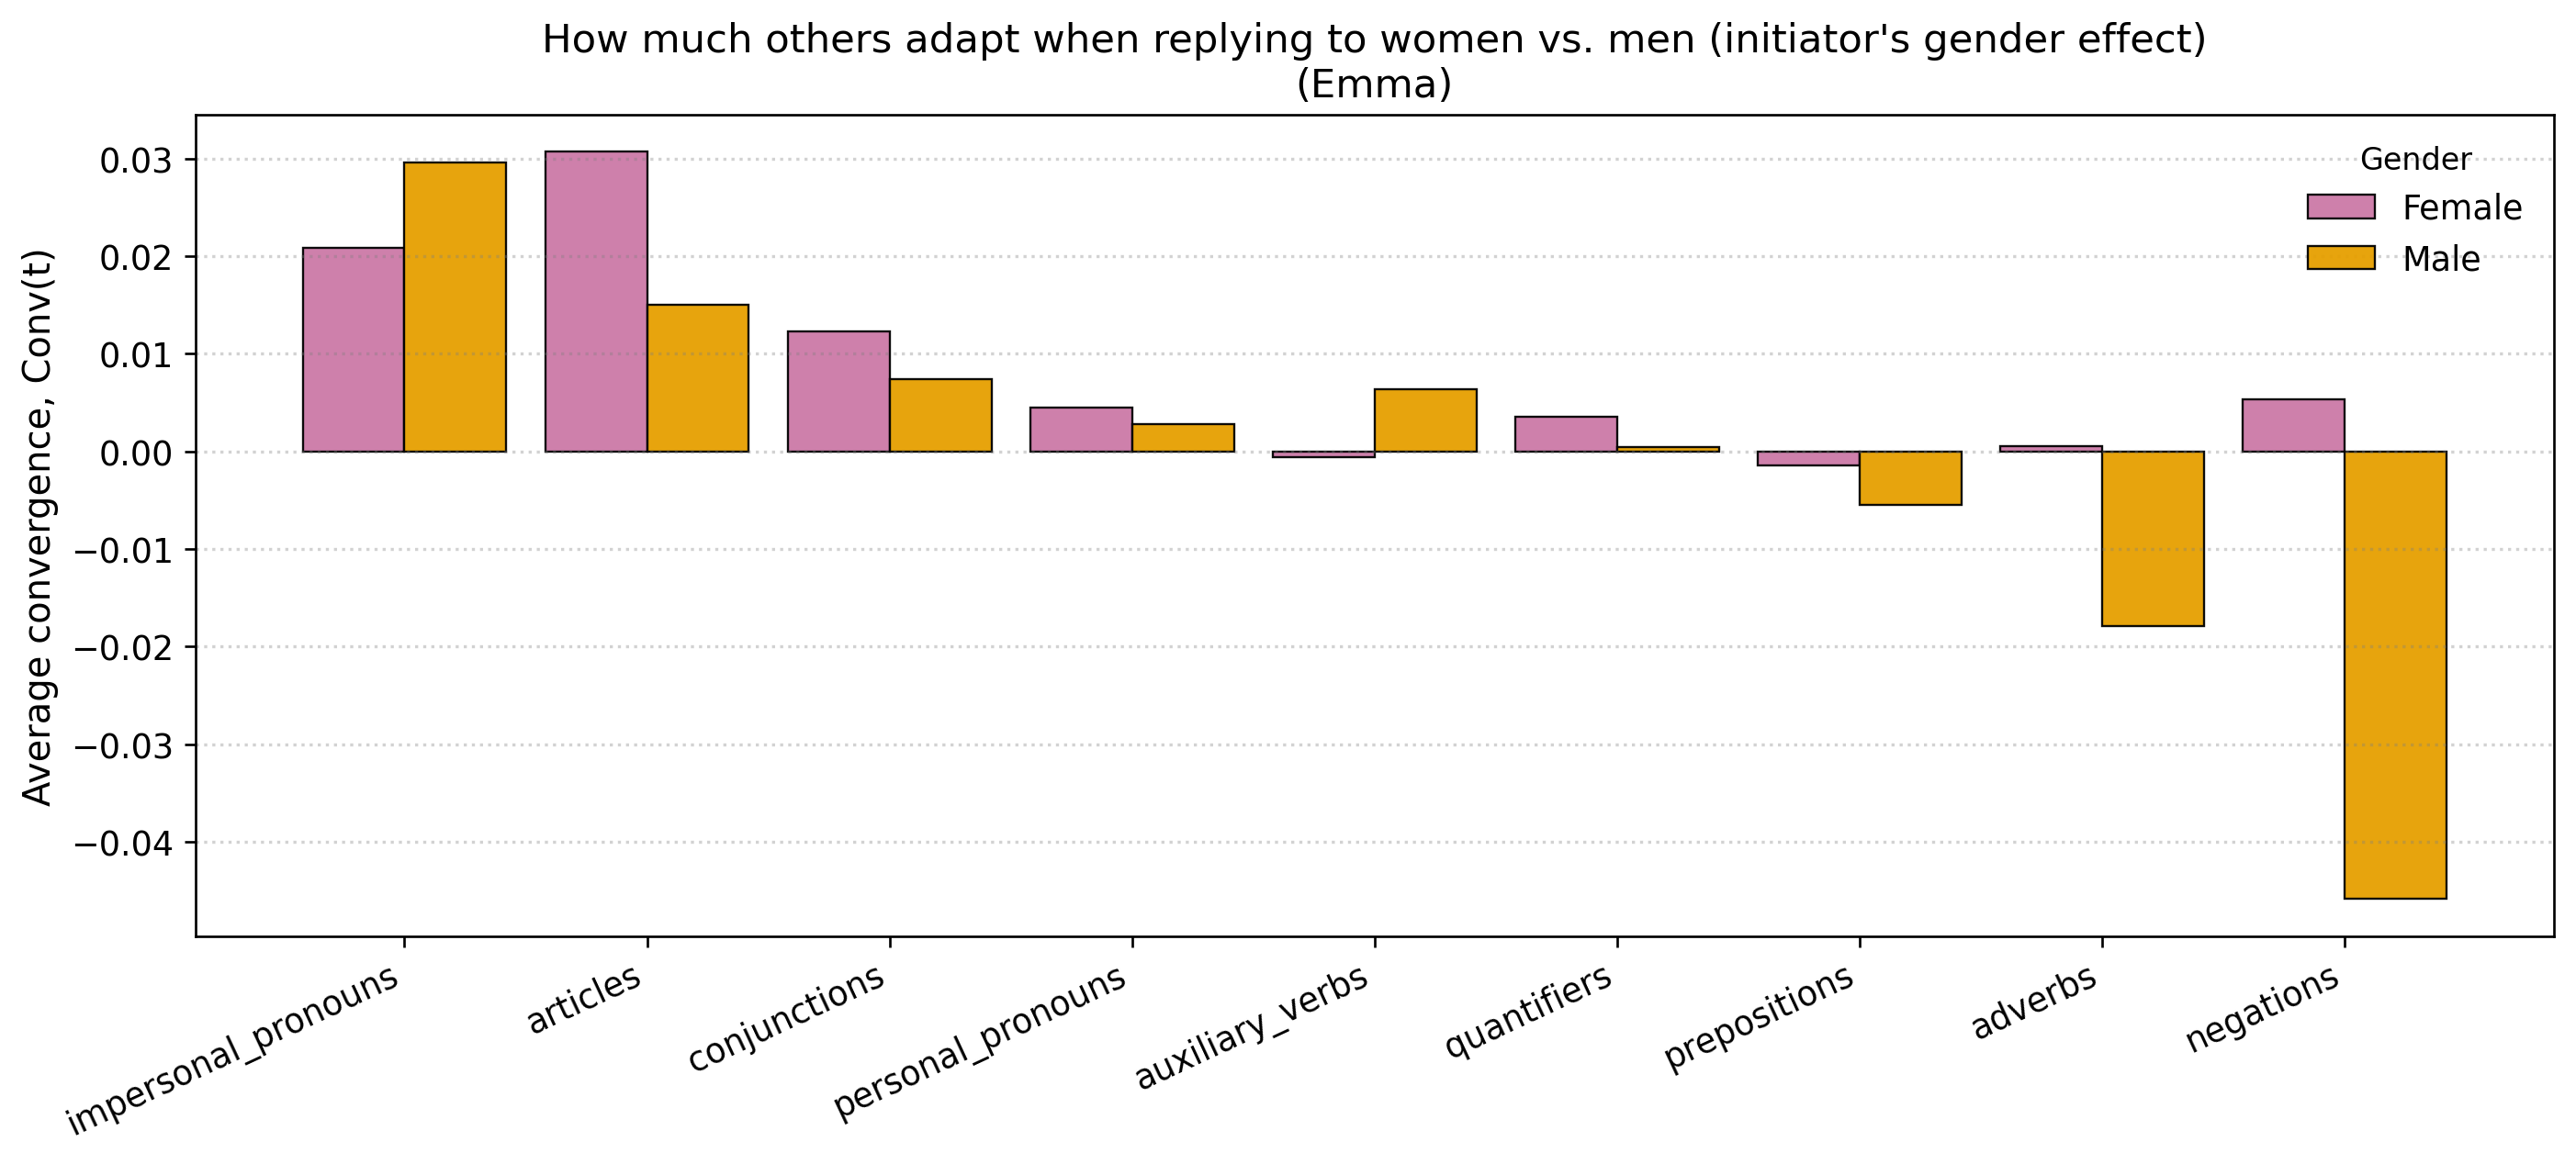 How much others adapt when replying to women vs. men (initiator's gender effect)
(Emma)
Average convergence, Conv(t)
0.03
0.02
0.01
0.00
−0.01
−0.02
−0.03
−0.04
Gender
Female
Male
impersonal_pronouns
articles
conjunctions
personal_pronouns
auxiliary_verbs
quantifiers
prepositions
adverbs
negations